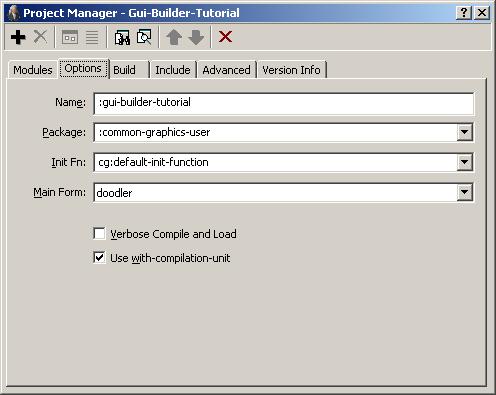 Project Manager - Gui-Builder-Tutorial
Modules Options Build Include Advanced Version Info
Name: :gui-builder-tutorial
Package: :common-graphics-user
Init Fn: cg:default-init-function
Main Form: doodler
Verbose Compile and Load
Use with-compilation-unit